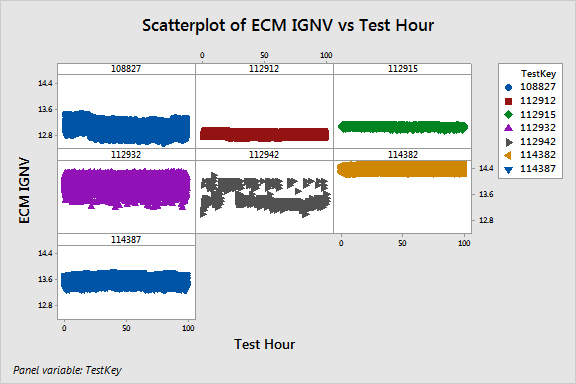 Scatterplot of ECM IGNV vs Test Hour
0 50 100
108827 112912 112915
14.4
13.6
12.8
112932 112942 114382
14.4
13.6
12.8
0 50 100
114387
14.4
13.6
12.8
0 50 100
ECM IGNV
Test Hour
TestKey
108827
112912
112915
112932
112942
114382
114387
Panel variable: TestKey